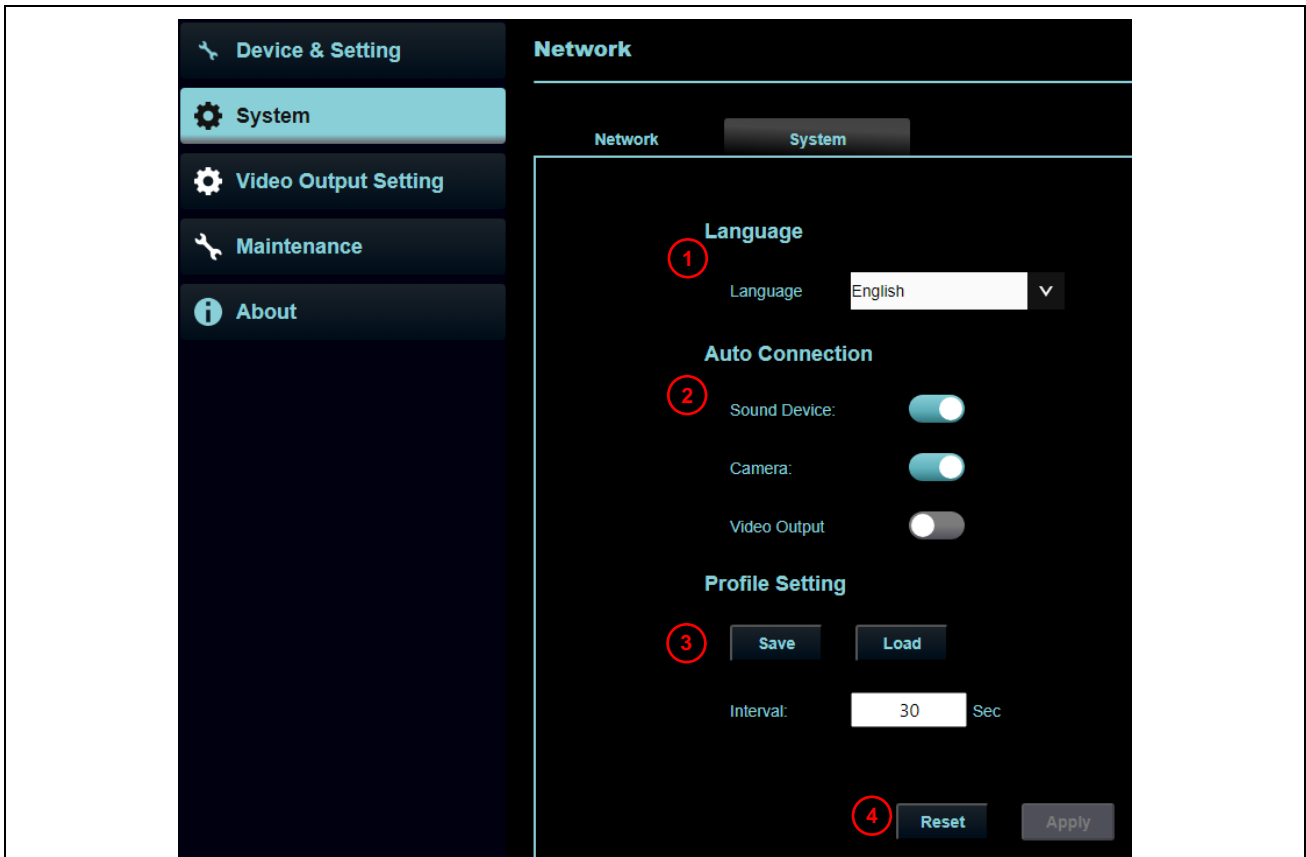 Device & Setting
System
Video Output Setting
Maintenance
About
Network
Network System
Language
1
Language English
Auto Connection
2
Sound Device:
Camera:
Video Output
Profile Setting
3 Save Load
Interval: 30 Sec
4 Reset Apply